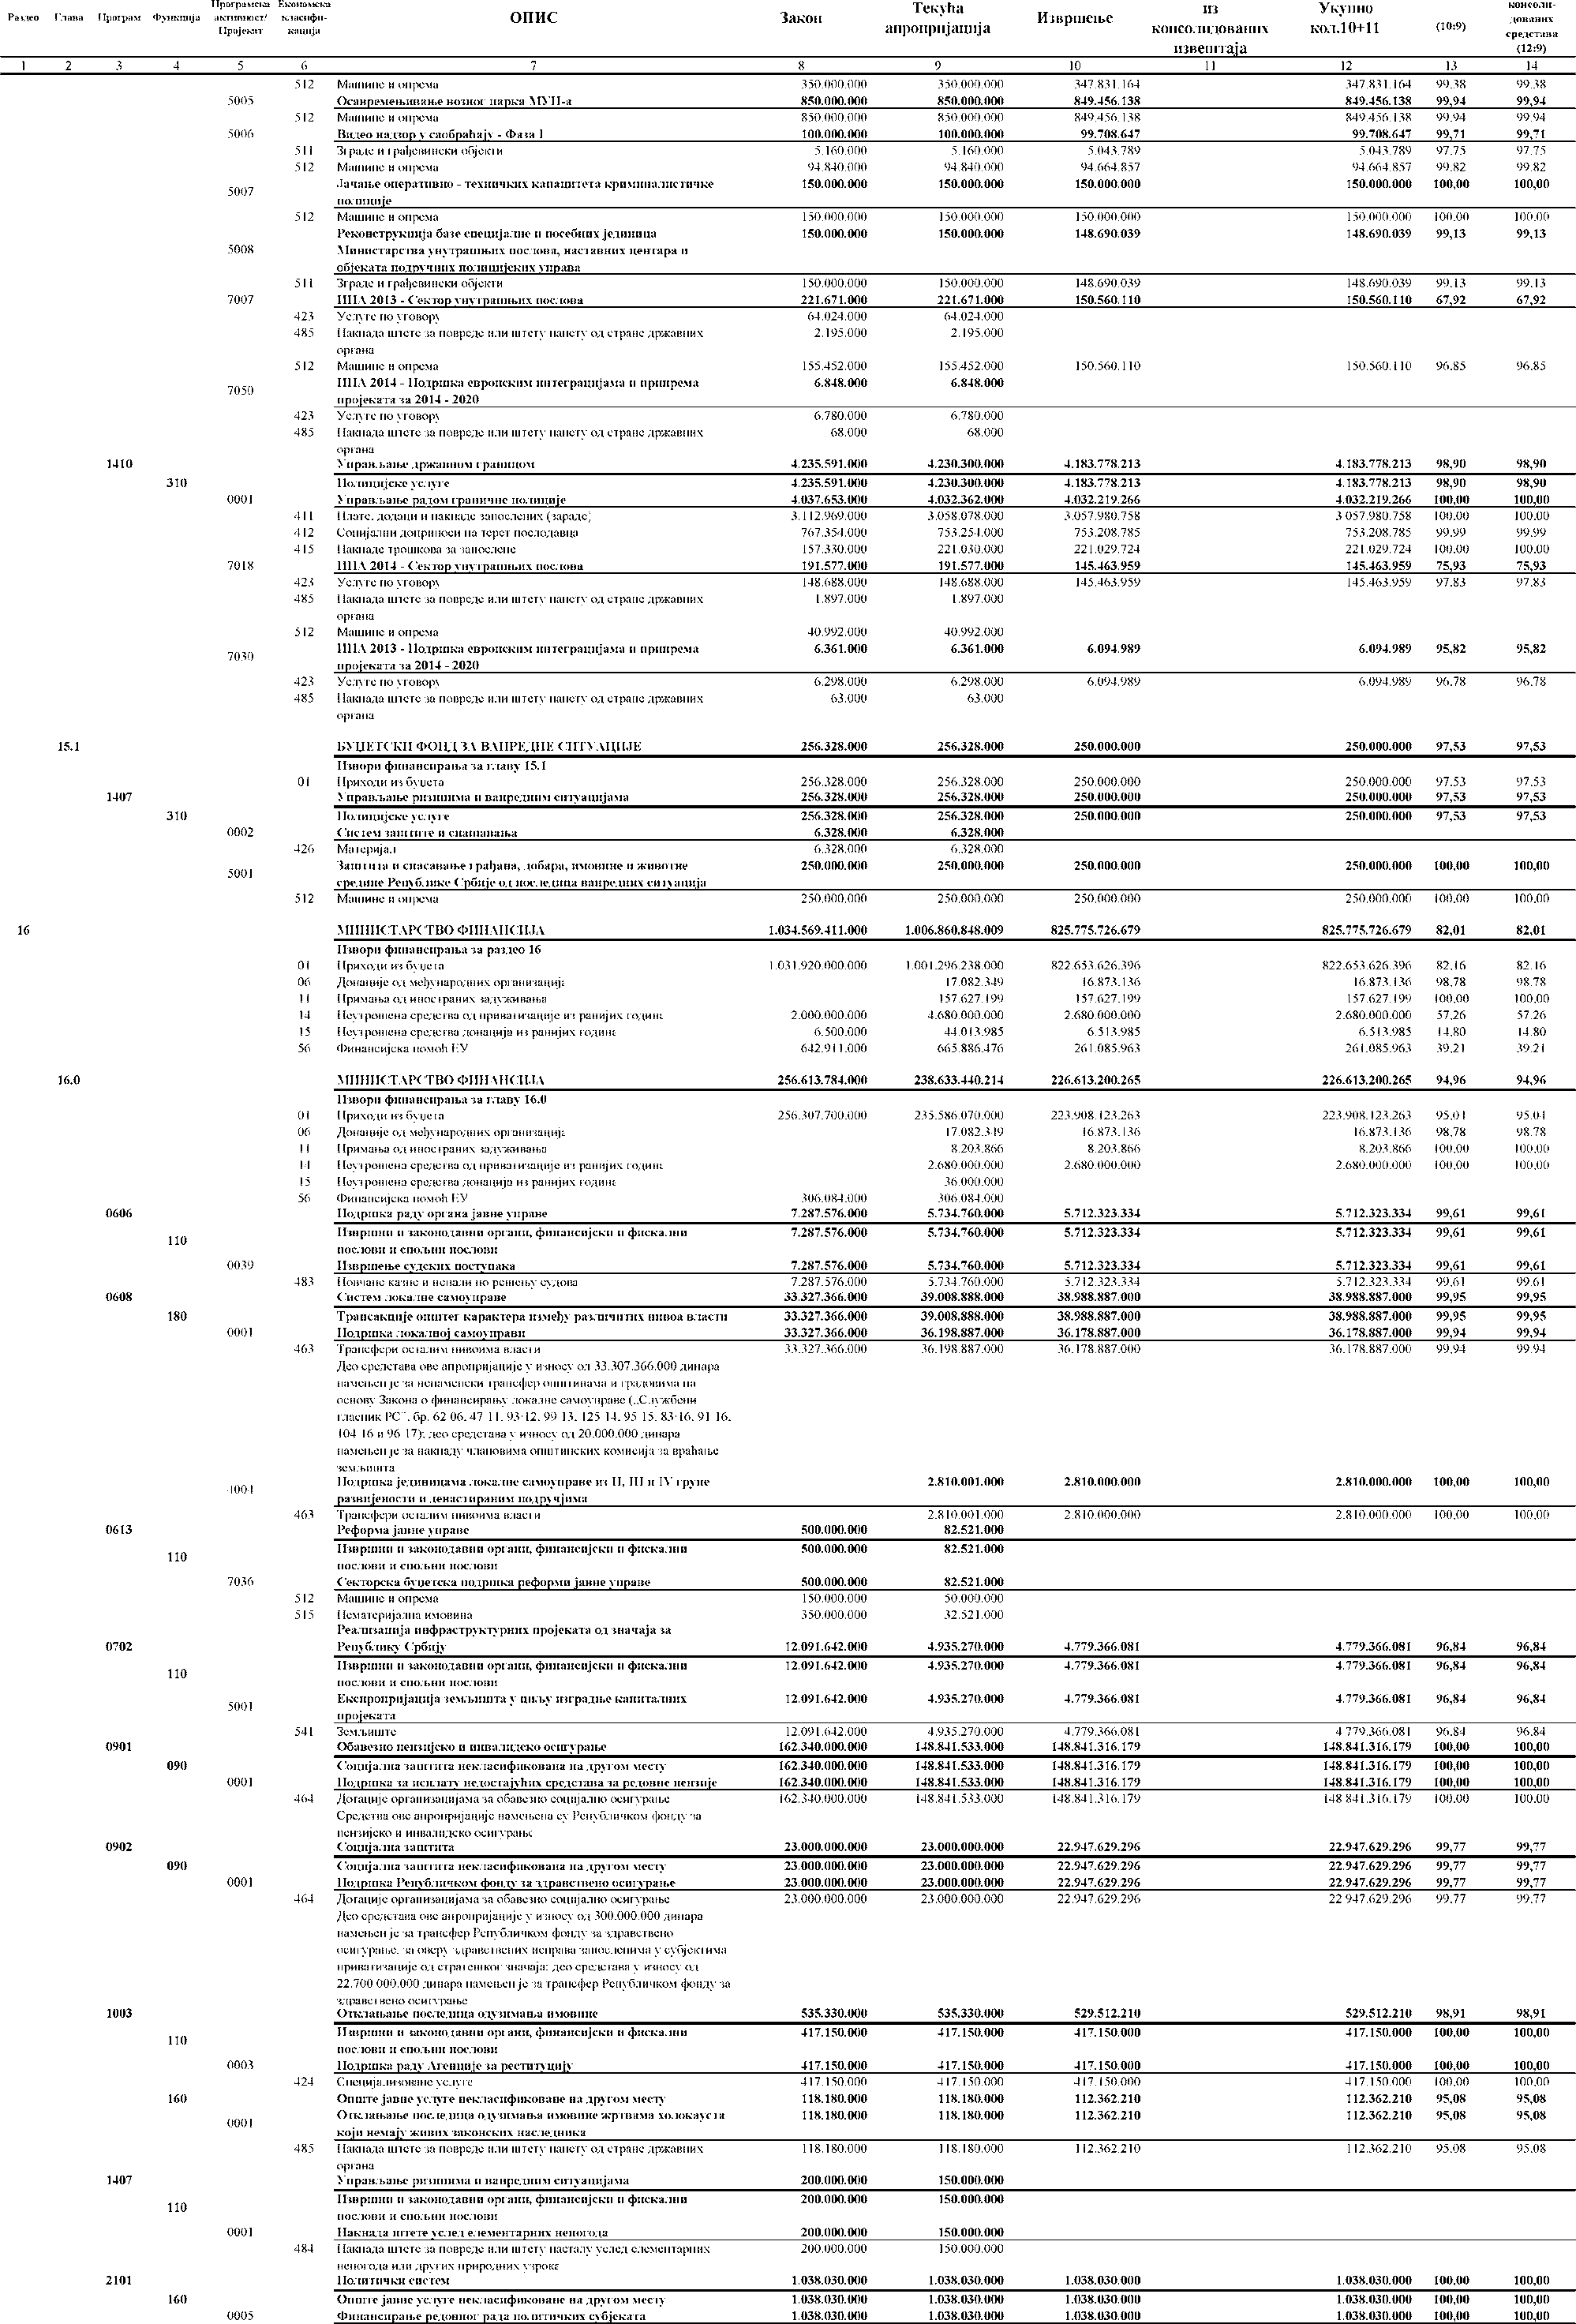 Раздео Глава Програм Функција Програмска активност/ Пројекат Економска класифи- кација ОПИС Закон Текућа апропријација Извршење из консолидованих извештаја Укупно кол.10+11 (10:9) консоли- дованих средстава (12:9)
1 2 3 4 5 6 7 8 9 10 11 12 13 14
512 Машине и опрема 350.000.000 350.000.000 347.831.164 347.831.164 99,38 99,38
5005 Осавремењивање возног парка МУП-а 850.000.000 850.000.000 849.456.138 849.456.138 99,94 99,94
512 Машине и опрема 850.000.000 850.000.000 849.456.138 849.456.138 99,94 99,94
5006 Видео надзор у саобраћају - Фаза 1 100.000.000 100.000.000 99.708.647 99.708.647 99,71 99,71
511 Зграде и грађевински објекти 5.160.000 5.160.000 5.043.789 5.043.789 97,75 97,75
512 Машине и опрема 94.840.000 94.840.000 94.664.857 94.664.857 99,82 99,82
5007 Јачање оперативно - техничких капацитета криминалистичке 150.000.000 150.000.000 150.000.000 150.000.000 100,00 100,00
полиције
512 Машине и опрема 150.000.000 150.000.000 150.000.000 150.000.000 100,00 100,00
Реконструкција базе специјалне и посебних јединица 150.000.000 150.000.000 148.690.039 148.690.039 99,13 99,13
5008 Министарства унутрашњих послова, наставних центара и
објеката подручних полицијских управа
511 Зграде и грађевински објекти 150.000.000 150.000.000 148.690.039 148.690.039 99,13 99,13
7007 ИПА 2013 - Сектор унутрашњих послова 221.671.000 221.671.000 150.560.110 150.560.110 67,92 67,92
423 Услуге по уговору 64.024.000 64.024.000
485 Накнада штете за повреде или штету нанету од стране државних 2.195.000 2.195.000
органа
512 Машине и опрема 155.452.000 155.452.000 150.560.110 150.560.110 96,85 96,85
7050 ИПА 2014 - Подршка европским интеграцијама и припрема 6.848.000 6.848.000
пројеката за 2014 - 2020
423 Услуге по уговору 6.780.000 6.780.000
485 Накнада штете за повреде или штету нанету од стране државних 68.000 68.000
органа
1410 Управљање државном границом 4.235.591.000 4.230.300.000 4.183.778.213 4.183.778.213 98,90 98,90
310 Полицијске услуге 4.235.591.000 4.230.300.000 4.183.778.213 4.183.778.213 98,90 98,90
0001 Управљање радом граничне полиције 4.037.653.000 4.032.362.000 4.032.219.266 4.032.219.266 100,00 100,00
411 Плате, додаци и накнаде запослених (зараде) 3.112.969.000 3.058.078.000 3.057.980.758 3.057.980.758 100,00 100,00
412 Социјални доприноси на терет послодавца 767.354.000 753.254.000 753.208.785 753.208.785 99,99 99,99
415 Накнаде трошкова за запослене 157.330.000 221.030.000 221.029.724 221.029.724 100,00 100,00
7018 ИПА 2014 - Сектор унутрашњих послова 191.577.000 191.577.000 145.463.959 145.463.959 75,93 75,93
423 Услуге по уговору 148.688.000 148.688.000 145.463.959 145.463.959 97,83 97,83
485 Накнада штете за повреде или штету нанету од стране државних 1.897.000 1.897.000
органа
512 Машине и опрема 40.992.000 40.992.000
7030 ИПА 2013 - Подршка европским интеграцијама и припрема 6.361.000 6.361.000 6.094.989 6.094.989 95,82 95,82
пројеката за 2014 - 2020
423 Услуге по уговору 6.298.000 6.298.000 6.094.989 6.094.989 96,78 96,78
485 Накнада штете за повреде или штету нанету од стране државних 63.000 63.000
органа
15.1 БУЏЕТСКИ ФОНД ЗА ВАНРЕДНЕ СИТУАЦИЈЕ 256.328.000 256.328.000 250.000.000 250.000.000 97,53 97,53
Извори финансирања за главу 15.1
01 Приходи из буџета 256.328.000 256.328.000 250.000.000 250.000.000 97,53 97,53
1407 Управљање ризицима и ванредним ситуацијама 256.328.000 256.328.000 250.000.000 250.000.000 97,53 97,53
310 Полицијске услуге 256.328.000 256.328.000 250.000.000 250.000.000 97,53 97,53
0002 Систем заштите и спашавања 6.328.000 6.328.000
426 Материјал 6.328.000 6.328.000
5001 Заштита и спасавање грађана, добара, имовине и животне 250.000.000 250.000.000 250.000.000 250.000.000 100,00 100,00
средине Републике Србије од последица ванредних ситуација
512 Машине и опрема 250.000.000 250.000.000 250.000.000 250.000.000 100,00 100,00
16 МИНИСТАРСТВО ФИНАНСИЈА 1.034.569.411.000 1.006.860.848.009 825.775.726.679 825.775.726.679 82,01 82,01
Извори финансирања за раздео 16
01 Приходи из буџета 1.031.920.000.000 1.001.296.238.000 822.653.626.396 822.653.626.396 82,16 82,16
06 Донације од међународних организација 17.082.349 16.873.136 16.873.136 98,78 98,78
11 Примања од иностраних задуживања 157.627.199 157.627.199 157.627.199 100,00 100,00
14 Неутрошена средства од приватизације из ранијих година 2.000.000.000 4.680.000.000 2.680.000.000 2.680.000.000 57,26 57,26
15 Неутрошена средства донација из ранијих година 6.500.000 44.013.985 6.513.985 6.513.985 14,80 14,80
56 Финансијска помоћ ЕУ 642.911.000 665.886.476 261.085.963 261.085.963 39,21 39,21
16.0 МИНИСТАРСТВО ФИНАНСИЈА 256.613.784.000 238.633.440.214 226.613.200.265 226.613.200.265 94,96 94,96
Извори финансирања за главу 16.0
01 Приходи из буџета 256.307.700.000 235.586.070.000 223.908.123.263 223.908.123.263 95,04 95,04
06 Донације од међународних организација 17.082.349 16.873.136 16.873.136 98,78 98,78
11 Примања од иностраних задуживања 8.203.866 8.203.866 8.203.866 100,00 100,00
14 Неутрошена средства од приватизације из ранијих година 2.680.000.000 2.680.000.000 2.680.000.000 100,00 100,00
15 Неутрошена средства донација из ранијих година 36.000.000
56 Финансијска помоћ ЕУ 306.084.000 306.084.000
0606 Подршка раду органа јавне управе 7.287.576.000 5.734.760.000 5.712.323.334 5.712.323.334 99,61 99,61
110 Извршни и законодавни органи, финансијски и фискални 7.287.576.000 5.734.760.000 5.712.323.334 5.712.323.334 99,61 99,61
послови и спољни послови
0039 Извршење судских поступака 7.287.576.000 5.734.760.000 5.712.323.334 5.712.323.334 99,61 99,61
483 Новчане казне и пенали по решењу судова 7.287.576.000 5.734.760.000 5.712.323.334 5.712.323.334 99,61 99,61
0608 Систем локалне самоуправе 33.327.366.000 39.008.888.000 38.988.887.000 38.988.887.000 99,95 99,95
180 Трансакције општег карактера између различитих нивоа власти 33.327.366.000 39.008.888.000 38.988.887.000 38.988.887.000 99,95 99,95
0001 Подршка локалној самоуправи 33.327.366.000 36.198.887.000 36.178.887.000 36.178.887.000 99,94 99,94
463 Трансфери осталим нивоима власти 33.327.366.000 36.198.887.000 36.178.887.000 36.178.887.000 99,94 99,94
Део средстава ове апропријације у износу од 33.307.366.000 динара
намењен је за ненаменски трансфер општинама и градовима на
основу Закона о финансирању локалне самоуправе („Службени
гласник РС", бр. 62/06, 47/11, 93/12, 99/13, 125/14, 95/15, 83/16, 91/16,
104/16 и 96/17); део средстава у износу од 20.000.000 динара
намењен је за накнаду члановима општинских комисија за враћање
земљишта
4004 Подршка јединицама локалне самоуправе из II, III и IV групе 2.810.001.000 2.810.000.000 2.810.000.000 100,00 100,00
развијености и девастираним подручјима
463 Трансфери осталим нивоима власти 2.810.001.000 2.810.000.000 2.810.000.000 100,00 100,00
0613 Реформа јавне управе 500.000.000 82.521.000
110 Извршни и законодавни органи, финансијски и фискални 500.000.000 82.521.000
послови и спољни послови
7036 Секторска буџетска подршка реформи јавне управе 500.000.000 82.521.000
512 Машине и опрема 150.000.000 50.000.000
515 Нематеријална имовина 350.000.000 32.521.000
Реализација инфраструктурних пројеката од значаја за
0702 Републику Србију 12.091.642.000 4.935.270.000 4.779.366.081 4.779.366.081 96,84 96,84
110 Извршни и законодавни органи, финансијски и фискални 12.091.642.000 4.935.270.000 4.779.366.081 4.779.366.081 96,84 96,84
послови и спољни послови
5001 Експропријација земљишта у циљу изградње капиталних 12.091.642.000 4.935.270.000 4.779.366.081 4.779.366.081 96,84 96,84
пројеката
541 Земљиште 12.091.642.000 4.935.270.000 4.779.366.081 4.779.366.081 96,84 96,84
0901 Обавезно пензијско и инвалидско осигурање 162.340.000.000 148.841.533.000 148.841.316.179 148.841.316.179 100,00 100,00
090 Социјална заштита некласификована на другом месту 162.340.000.000 148.841.533.000 148.841.316.179 148.841.316.179 100,00 100,00
0001 Подршка за исплату недостајућих средстава за редовне пензије 162.340.000.000 148.841.533.000 148.841.316.179 148.841.316.179 100,00 100,00
464 Дотације организацијама за обавезно социјално осигурање 162.340.000.000 148.841.533.000 148.841.316.179 148.841.316.179 100,00 100,00
Средства ове апропријације намењена су Републичком фонду за
пензијско и инвалидско осигурање
0902 Социјална заштита 23.000.000.000 23.000.000.000 22.947.629.296 22.947.629.296 99,77 99,77
090 Социјална заштита некласификована на другом месту 23.000.000.000 23.000.000.000 22.947.629.296 22.947.629.296 99,77 99,77
0001 Подршка Републичком фонду за здравствено осигурање 23.000.000.000 23.000.000.000 22.947.629.296 22.947.629.296 99,77 99,77
464 Дотације организацијама за обавезно социјално осигурање 23.000.000.000 23.000.000.000 22.947.629.296 22.947.629.296 99,77 99,77
Део средстава ове апропријације у износу од 300.000.000 динара
намењен је за трансфер Републичком фонду за здравствено
осигурање, за оверу здравствених исправа запосленима у субјектима
приватизације од стратешког значаја; део средстава у износу од
22.700.000.000 динара намењен је за трансфер Републичком фонду за
здравствено осигурање
1003 Отклањање последица одузимања имовине 535.330.000 535.330.000 529.512.210 529.512.210 98,91 98,91
110 Извршни и законодавни органи, финансијски и фискални 417.150.000 417.150.000 417.150.000 417.150.000 100,00 100,00
послови и спољни послови
0003 Подршка раду Агенције за реституцију 417.150.000 417.150.000 417.150.000 417.150.000 100,00 100,00
424 Специјализоване услуге 417.150.000 417.150.000 417.150.000 417.150.000 100,00 100,00
160 Опште јавне услуге некласификоване на другом месту 118.180.000 118.180.000 112.362.210 112.362.210 95,08 95,08
0001 Отклањање последица одузимања имовине жртвама холокауста 118.180.000 118.180.000 112.362.210 112.362.210 95,08 95,08
који немају живих законских наследника
485 Накнада штете за повреде или штету нанету од стране државних 118.180.000 118.180.000 112.362.210 112.362.210 95,08 95,08
органа
1407 Управљање ризицима и ванредним ситуацијама 200.000.000 150.000.000
110 Извршни и законодавни органи, финансијски и фискални 200.000.000 150.000.000
послови и спољни послови
0001 Накнада штете услед елементарних непогода 200.000.000 150.000.000
484 Накнада штете за повреде или штету насталу услед елементарних 200.000.000 150.000.000
непогода или других природних узрока
2101 Политички систем 1.038.030.000 1.038.030.000 1.038.030.000 1.038.030.000 100,00 100,00
160 Опште јавне услуге некласификоване на другом месту 1.038.030.000 1.038.030.000 1.038.030.000 1.038.030.000 100,00 100,00
0005 Финансирање редовног рада политичких субјеката 1.038.030.000 1.038.030.000 1.038.030.000 1.038.030.000 100,00 100,00